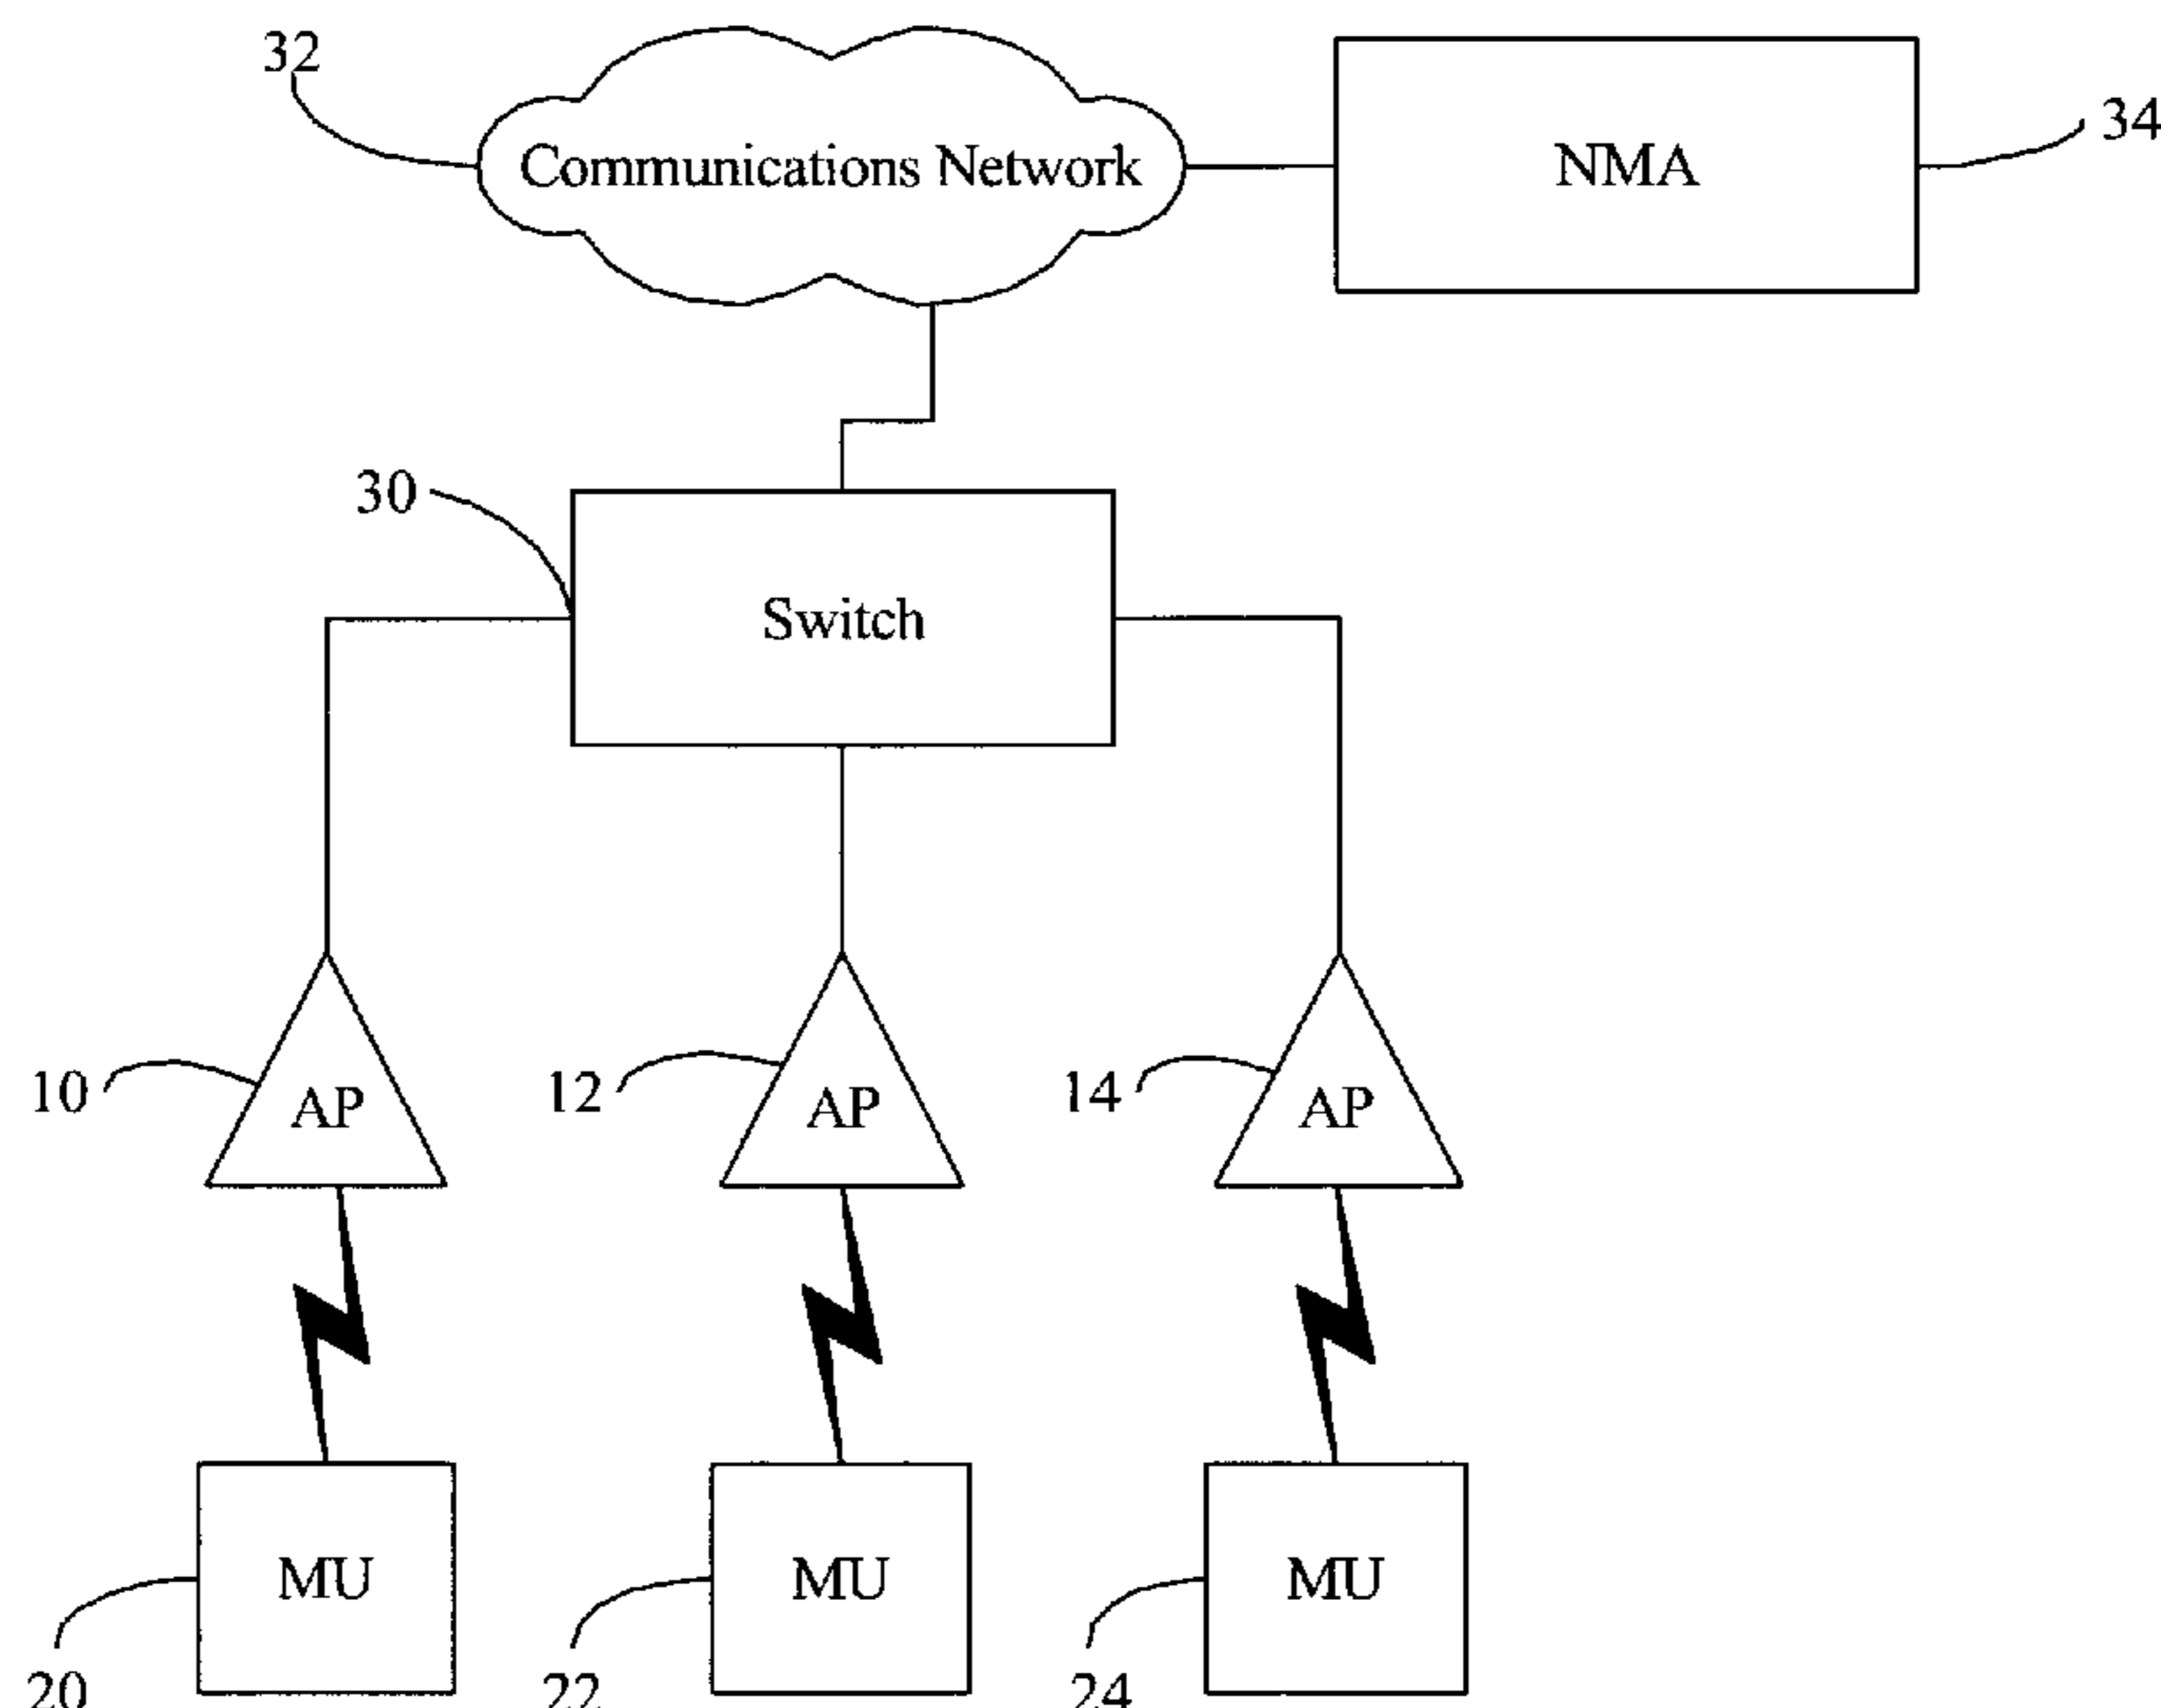 32
Communications Network
NMA
34
30
Switch
10
AP
12
AP
14
AP
MU
MU
MU
20
22
24